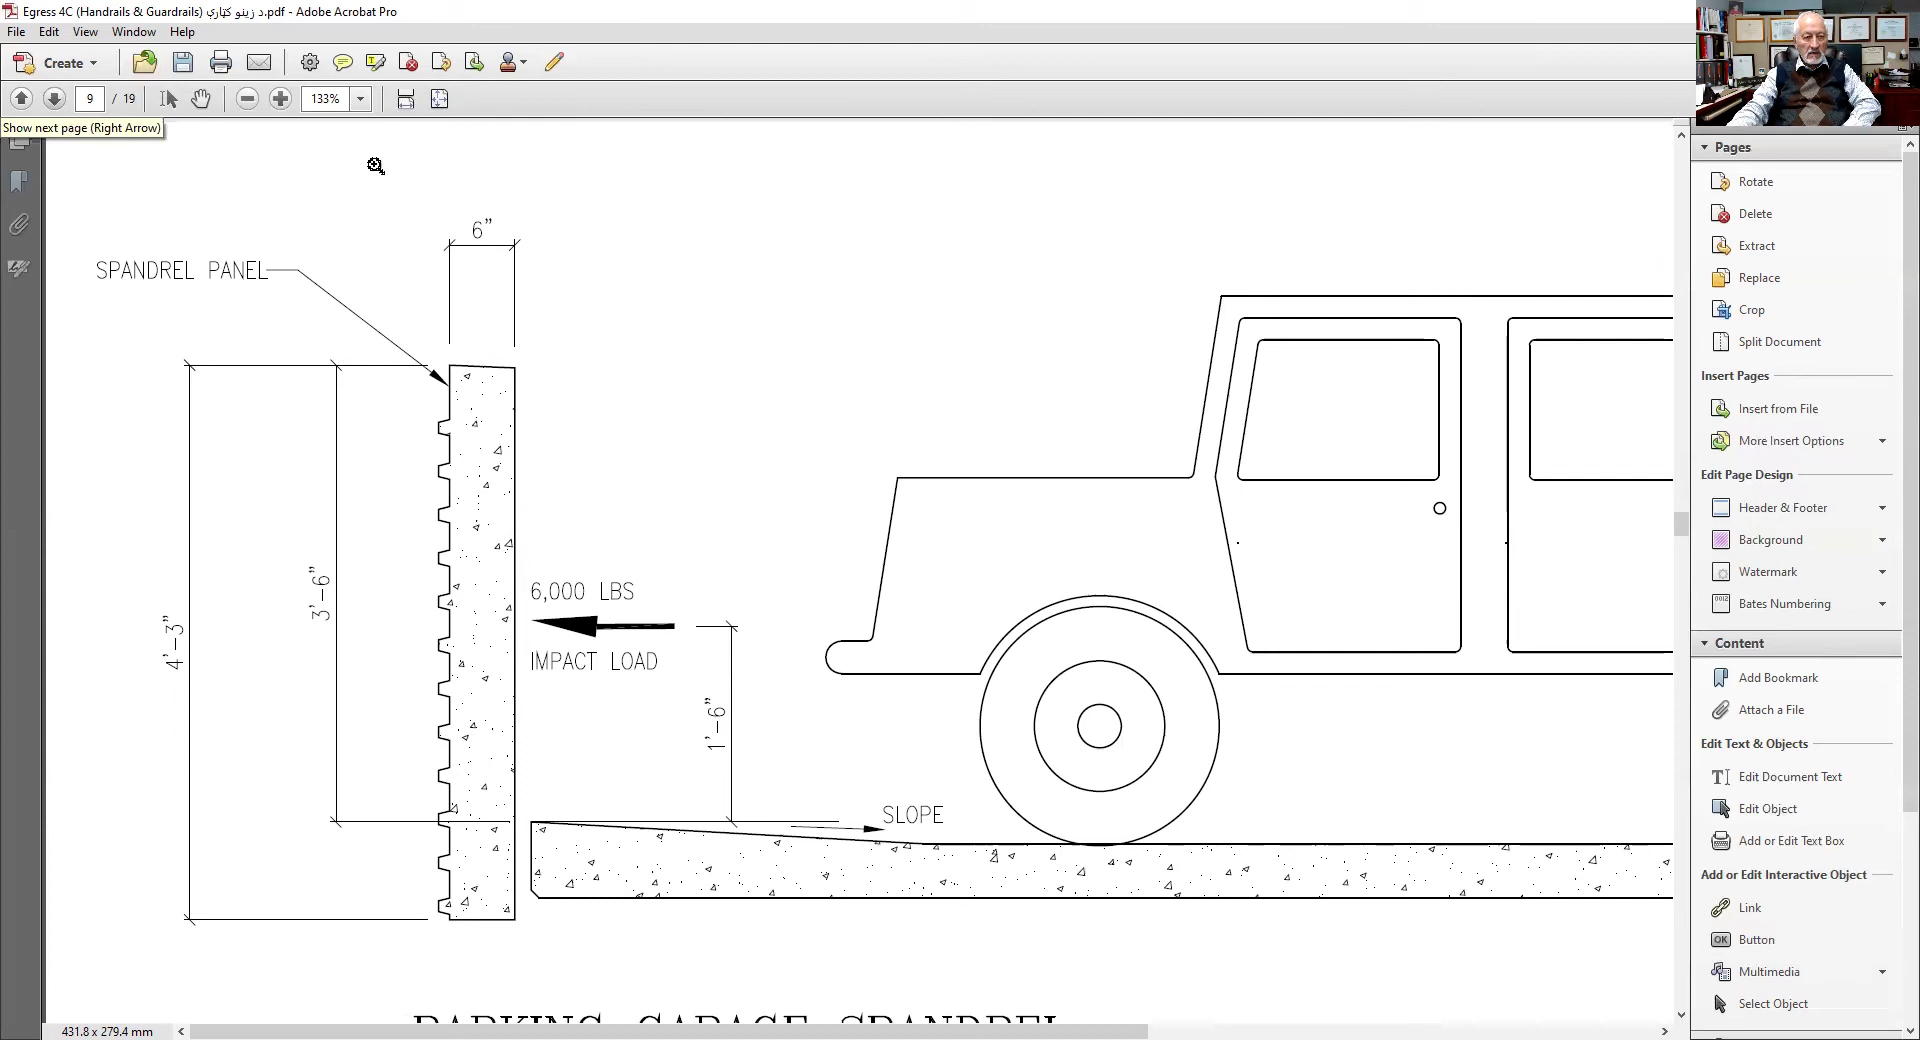 Egress 4C (Handrails & Guardrails) د زينو کټارې.pdf - Adobe Acrobat Pro
File Edit View Window Help
Create
9 / 19 133%
Show next page (Right Arrow)
6”
SPANDREL PANEL
3’-6”
4’-3”
6,000 LBS
IMPACT LOAD
1’-6”
SLOPE
PARKING GARAGE SPANDREL
431.8 x 279.4 mm
Pages
Rotate
Delete
Extract
Replace
Crop
Split Document
Insert Pages
Insert from File
More Insert Options
Edit Page Design
Header & Footer
Background
Watermark
Bates Numbering
Content
Add Bookmark
Attach a File
Edit Text & Objects
Edit Document Text
Edit Object
Add or Edit Text Box
Add or Edit Interactive Object
Link
OK Button
Multimedia
Select Object